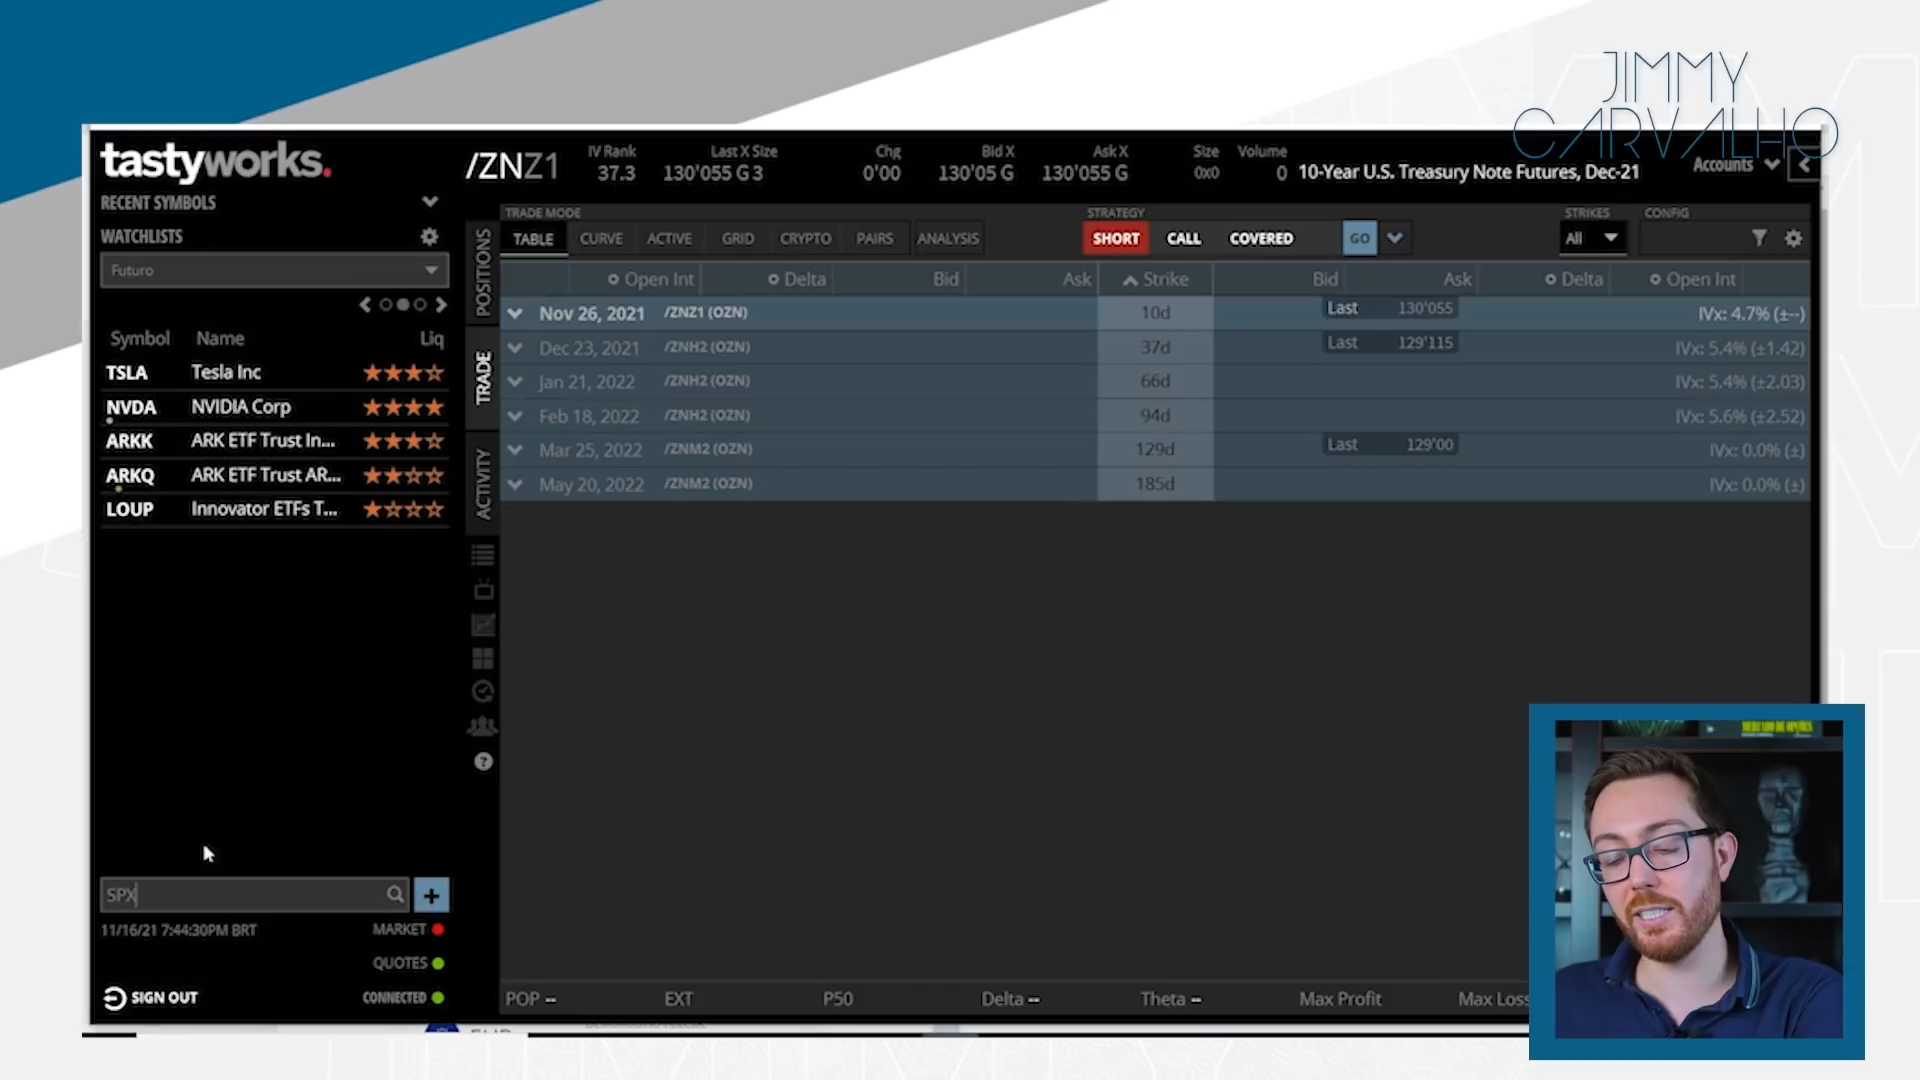 JIMMY
CARVALHO
tastyworks.
/ZNZ1
IV Rank
37.3
Last X Size
130'055 G 3
Chg
0'00
Bid X
130'05 G
Ask X
130'055 G
Size
0x0
Volume
0
10-Year U.S. Treasury Note Futures, Dec-21
Accounts
RECENT SYMBOLS
WATCHLISTS
Futuro
Symbol Name Liq
TSLA Tesla Inc
NVDA NVIDIA Corp
ARKK ARK ETF Trust In...
ARKQ ARK ETF Trust AR...
LOUP Innovator ETFs T...
SPX
11/16/21 7:44:30PM BRT
MARKET
QUOTES
CONNECTED
SIGN OUT
POSITIONS
TRADE
ACTIVITY
TRADE MODE
TABLE CURVE ACTIVE GRID CRYPTO PAIRS ANALYSIS
STRATEGY
SHORT CALL COVERED GO
STRIKES
All
CONFIG
Open Int Delta Bid Ask Strike Bid Ask Delta Open Int
Nov 26, 2021 /ZNZ1 (OZN) 10d Last 130'055 IVx: 4.7% (±--)
Dec 23, 2021 /ZNH2 (OZN) 37d Last 129'115 IVx: 5.4% (±1.42)
Jan 21, 2022 /ZNH2 (OZN) 66d IVx: 5.4% (±2.03)
Feb 18, 2022 /ZNH2 (OZN) 94d IVx: 5.6% (±2.52)
Mar 25, 2022 /ZNM2 (OZN) 129d Last 129'00 IVx: 0.0% (±)
May 20, 2022 /ZNM2 (OZN) 185d IVx: 0.0% (±)
POP -- EXT P50 Delta -- Theta -- Max Profit Max Loss
MERCADO DE OPÇÕES